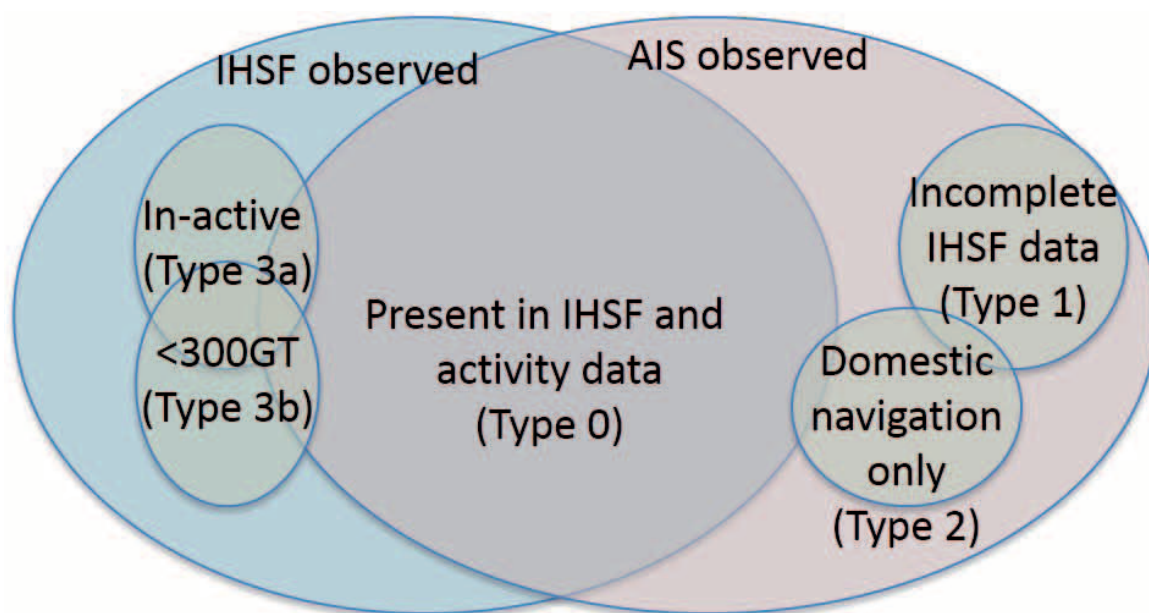 IHSF observed
AIS observed
In-active
(Type 3a)
<300GT
(Type 3b)
Present in IHSF and
activity data
(Type 0)
Incomplete
IHSF data
(Type 1)
Domestic
navigation
only
(Type 2)